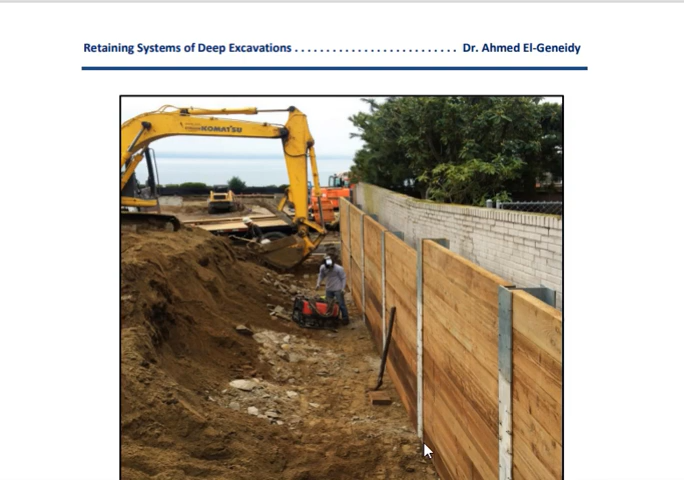 Retaining Systems of Deep Excavations . . . . . . . . . . . . . . . . . . . . . . . . . . Dr. Ahmed El-Geneidy
KOMATSU